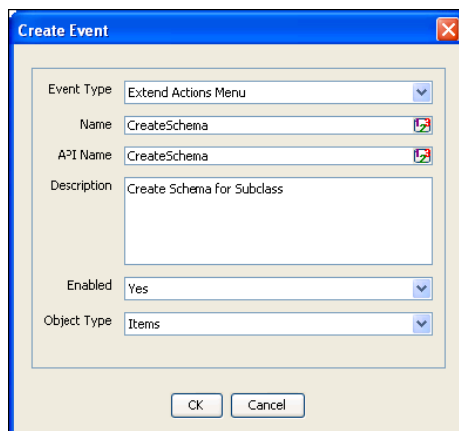 Create Event
Event Type Extend Actions Menu
Name CreateSchema
API Name CreateSchema
Description Create Schema for Subclass
Enabled Yes
Object Type Items
CK Cancel